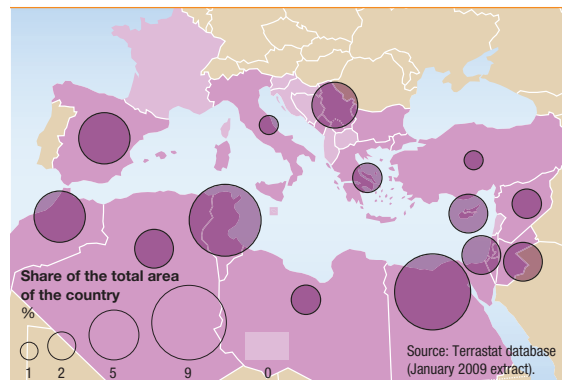 Share of the total area
of the country
%
1 2 5 9 0
Source: Terrastat database
(January 2009 extract).